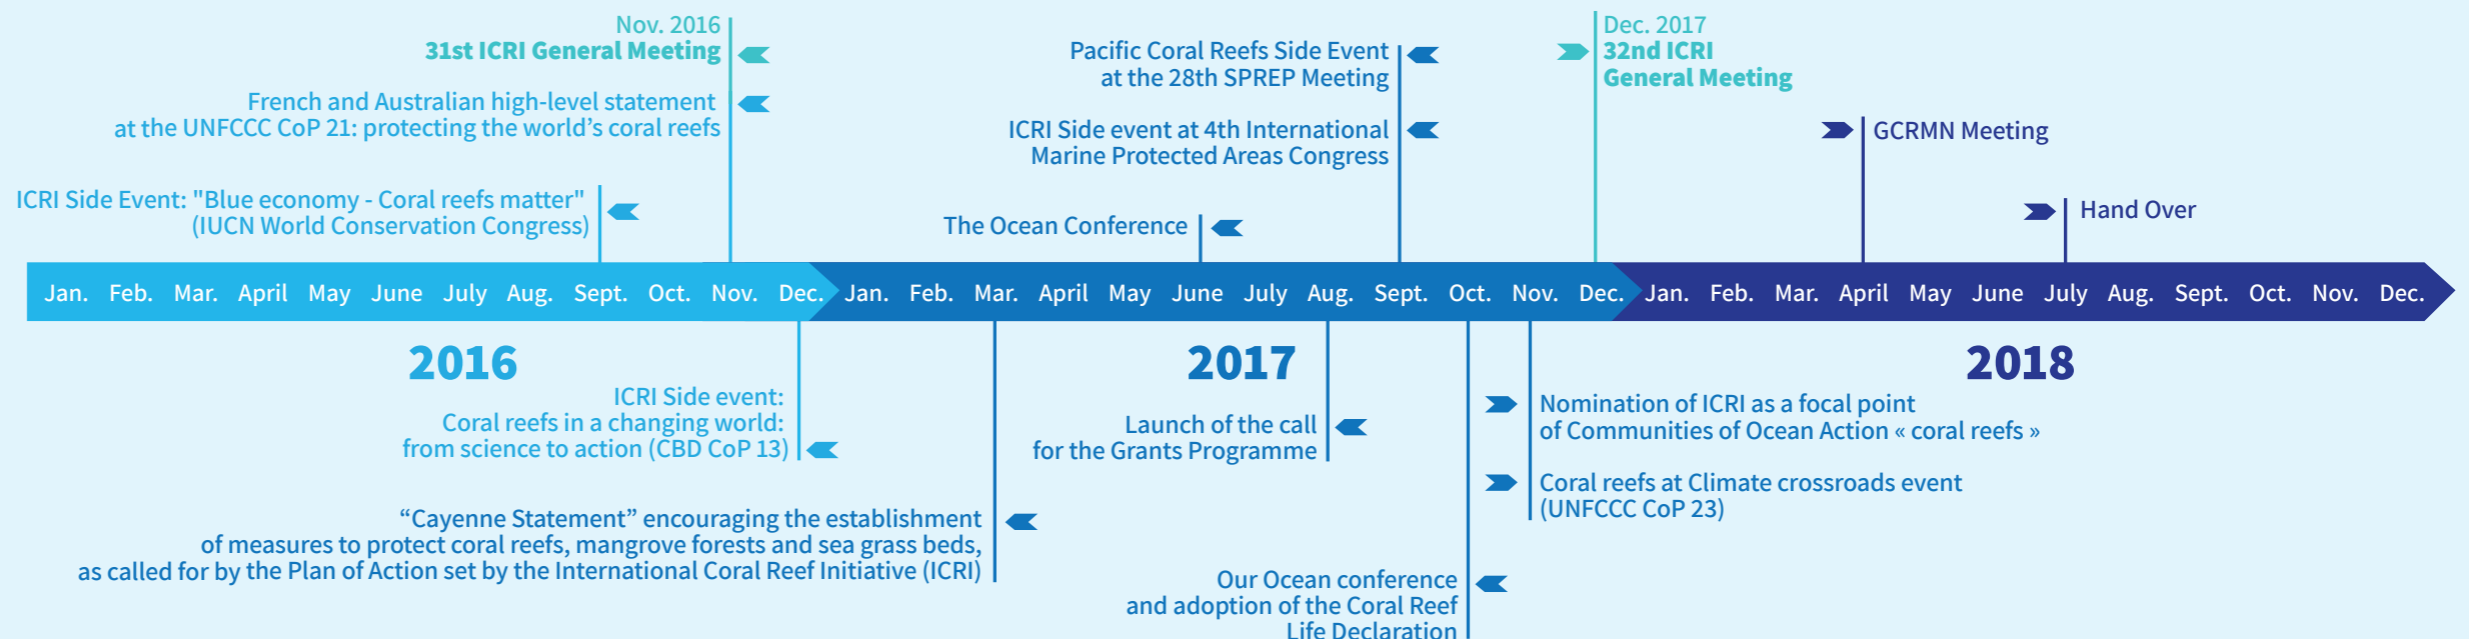 Nov. 2016
31st ICRI General Meeting
French and Australian high-level statement
at the UNFCCC CoP 21: protecting the world’s coral reefs
ICRI Side Event: "Blue economy - Coral reefs matter"
(IUCN World Conservation Congress)
Pacific Coral Reefs Side Event
at the 28th SPREP Meeting
ICRI Side event at 4th International
Marine Protected Areas Congress
The Ocean Conference
Dec. 2017
32nd ICRI
General Meeting
GCRMN Meeting
Hand Over
Jan. Feb. Mar. April May June July Aug. Sept. Oct. Nov. Dec. Jan. Feb. Mar. April May June July Aug. Sept. Oct. Nov. Dec. Jan. Feb. Mar. April May June July Aug. Sept. Oct. Nov. Dec.
2016
2017
2018
ICRI Side event:
Coral reefs in a changing world:
from science to action (CBD CoP 13)
“Cayenne Statement” encouraging the establishment
of measures to protect coral reefs, mangrove forests and sea grass beds,
as called for by the Plan of Action set by the International Coral Reef Initiative (ICRI)
Launch of the call
for the Grants Programme
Our Ocean conference
and adoption of the Coral Reef
Life Declaration
Nomination of ICRI as a focal point
of Communities of Ocean Action « coral reefs »
Coral reefs at Climate crossroads event
(UNFCCC CoP 23)